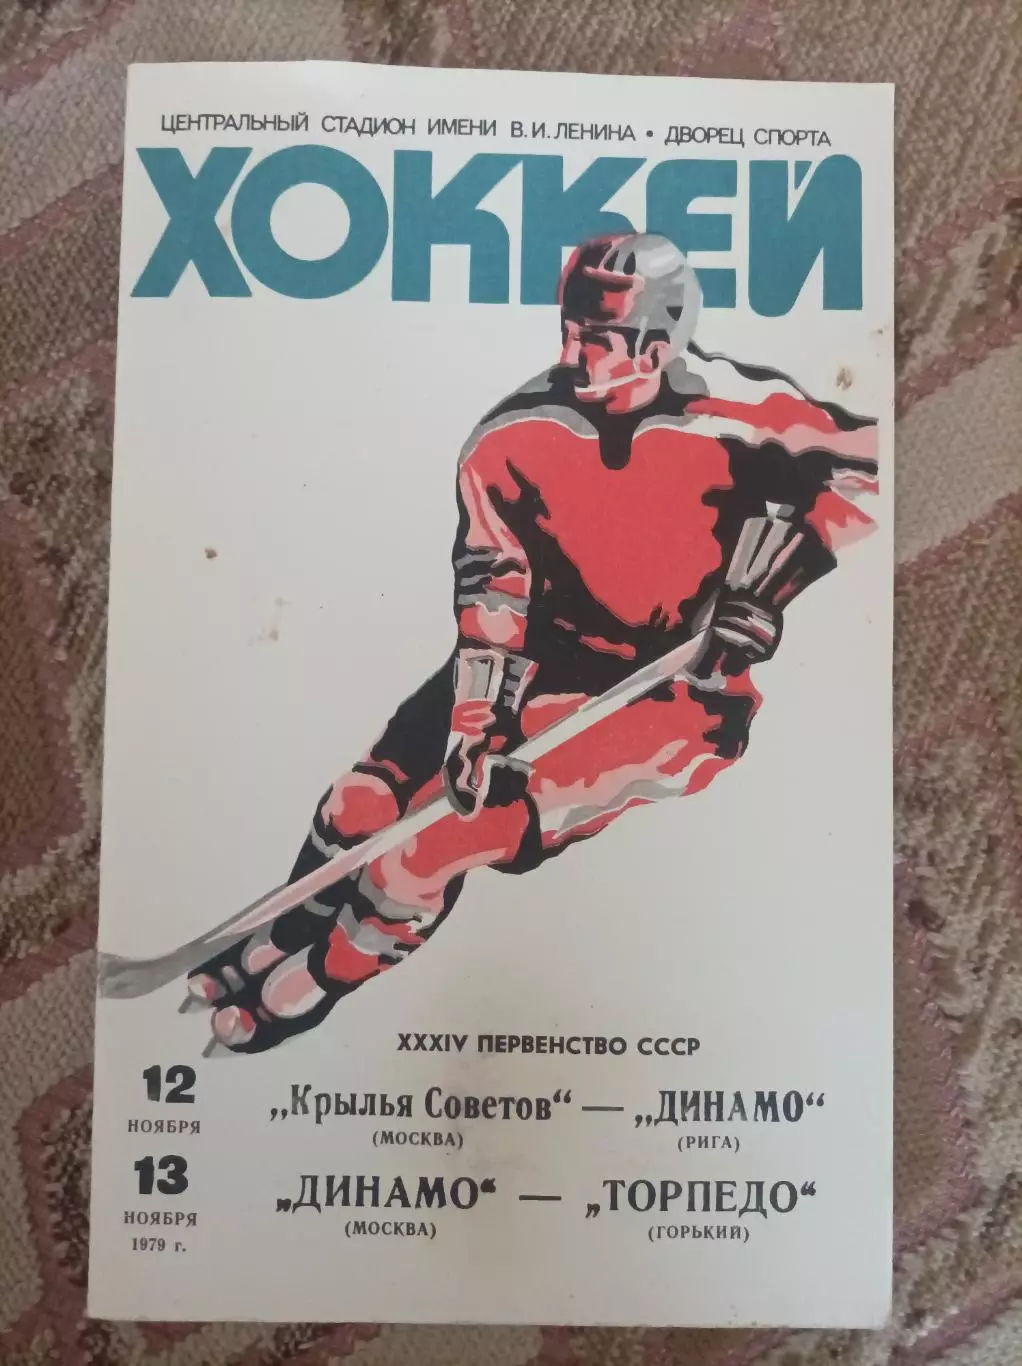 ЦЕНТРАЛЬНЫЙ СТАДИОН ИМЕНИ В.И.ЛЕНИНА • ДВОРЕЦ СПОРТА
ХОККЕЙ
XXXIV ПЕРВЕНСТВО СССР
12 НОЯБРЯ
„Крылья Советов“ — „ДИНАМО“
(МОСКВА) (РИГА)
13 НОЯБРЯ 1979 г.
„ДИНАМО“ — „ТОРПЕДО“
(МОСКВА) (ГОРЬКИЙ)